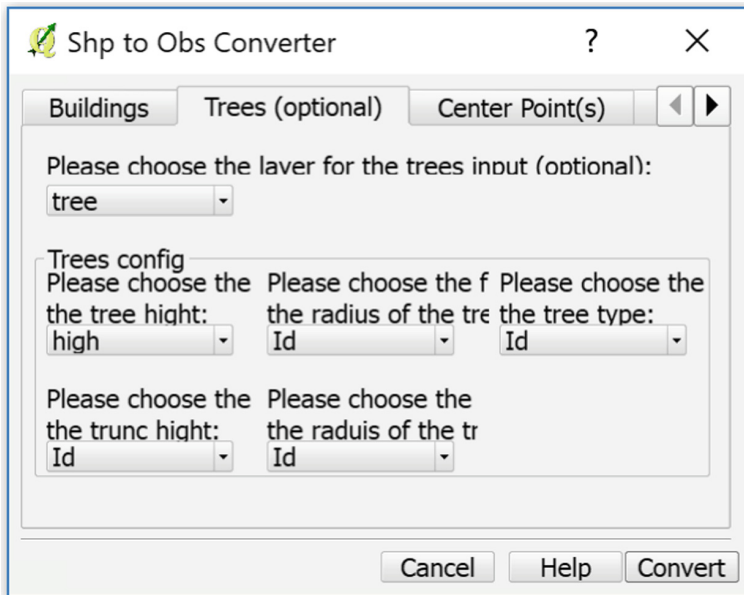 Shp to Obs Converter
?
Buildings
Trees (optional)
Center Point(s)
Please choose the layer for the trees input (optional):
tree
Trees config
Please choose the
Please choose the f
Please choose the
the tree hight:
the radius of the tre
the tree type:
high
Id
Id
Please choose the
Please choose the
the trunc hight:
the raduis of the tr
Id
Id
Cancel
Help
Convert